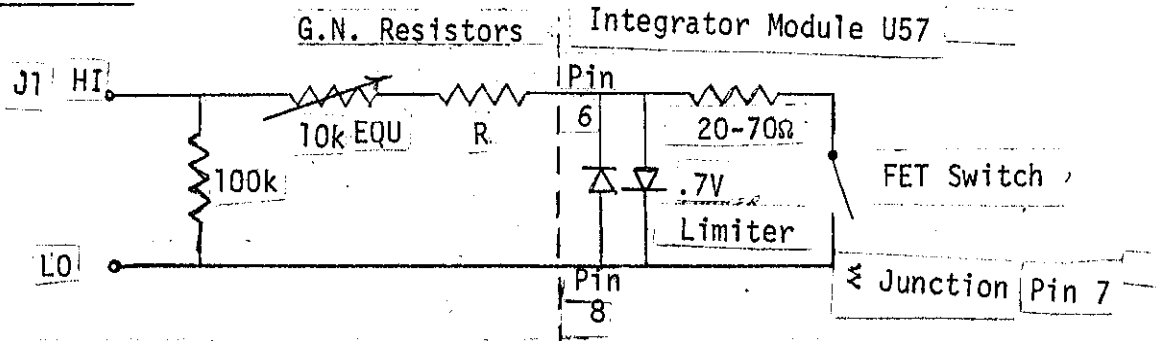 G.N. Resistors
Integrator Module U57
J1 HI
Pin
6
10k EQU
R.
20-70Ω
100k
.7V
Limiter
FET Switch
LO
Pin
8
Junction Pin 7